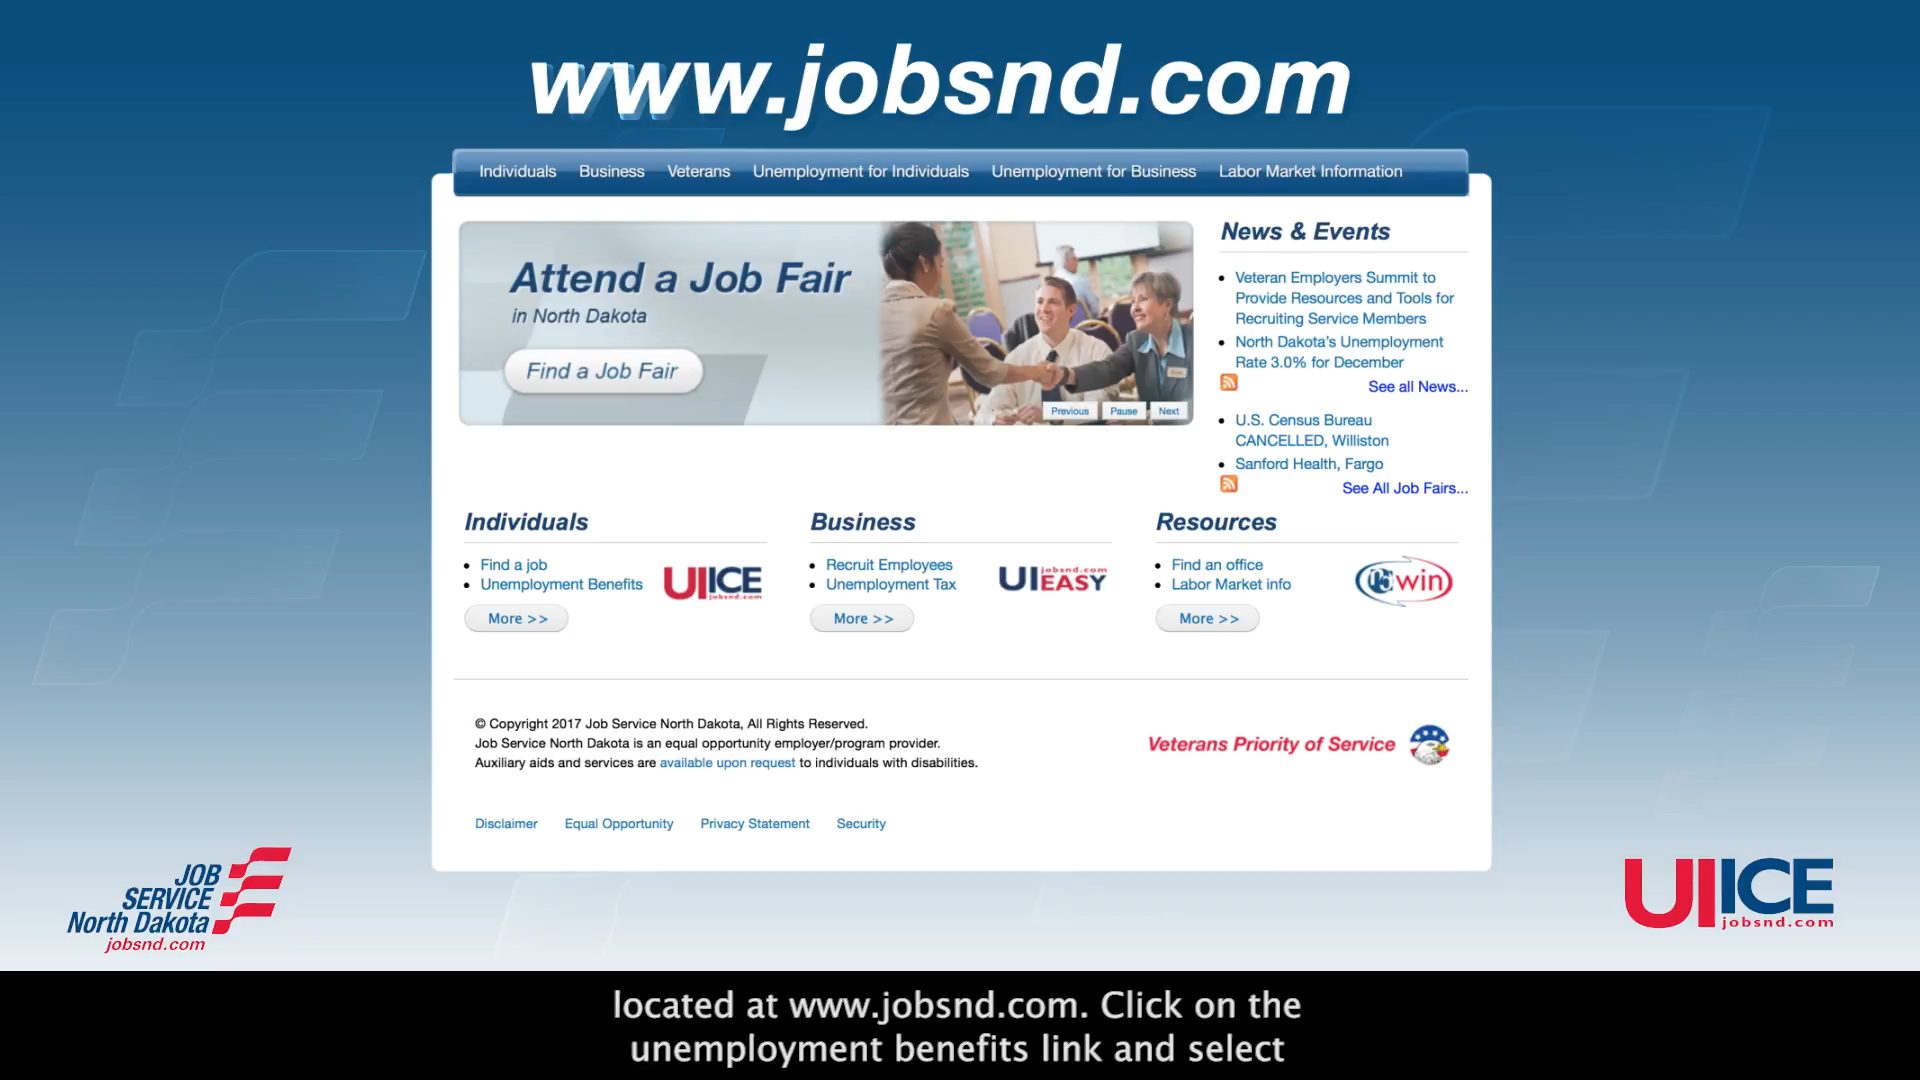 www.jobsnd.com
Individuals Business Veterans Unemployment for Individuals Unemployment for Business Labor Market Information
Attend a Job Fair
in North Dakota
Find a Job Fair
Previous Pause Next
News & Events
Veteran Employers Summit to
Provide Resources and Tools for
Recruiting Service Members
North Dakota's Unemployment
Rate 3.0% for December
See all News...
U.S. Census Bureau
CANCELLED, Williston
Sanford Health, Fargo
See All Job Fairs...
Individuals
Find a job
Unemployment Benefits
UIICE
jobsnd.com
More >>
Business
Recruit Employees
Unemployment Tax
jobsnd.com
UIEASY
More >>
Resources
Find an office
Labor Market info
win
More >>
© Copyright 2017 Job Service North Dakota, All Rights Reserved.
Job Service North Dakota is an equal opportunity employer/program provider.
Auxiliary aids and services are available upon request to individuals with disabilities.
Veterans Priority of Service
Disclaimer Equal Opportunity Privacy Statement Security
JOB
SERVICE
North Dakota
jobsnd.com
UIICE
jobsnd.com
located at www.jobsnd.com. Click on the
unemployment benefits link and select